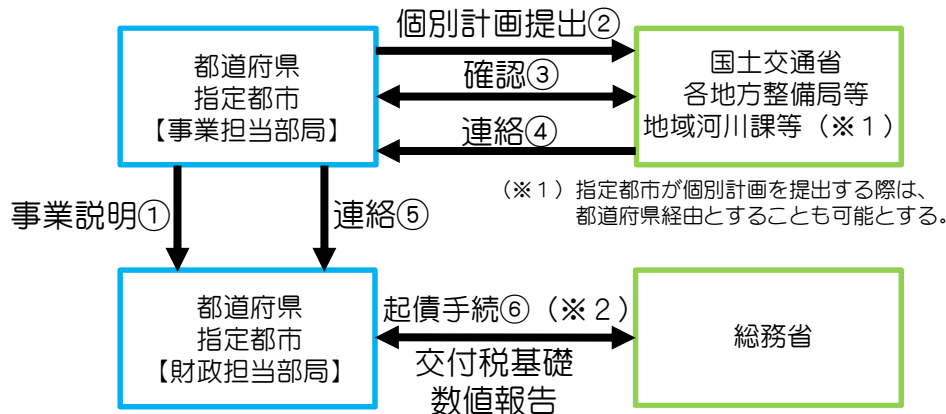 個別計画提出②
都道府県
指定都市
【事業担当部局】
確認③
連絡④
国土交通省
各地方整備局等
地域河川課等（※１）
（※１）指定都市が個別計画を提出する際は、
都道府県経由とすることも可能とする。
事業説明①
連絡⑤
都道府県
指定都市
【財政担当部局】
起債手続⑥（※２）
交付税基礎
数値報告
総務省